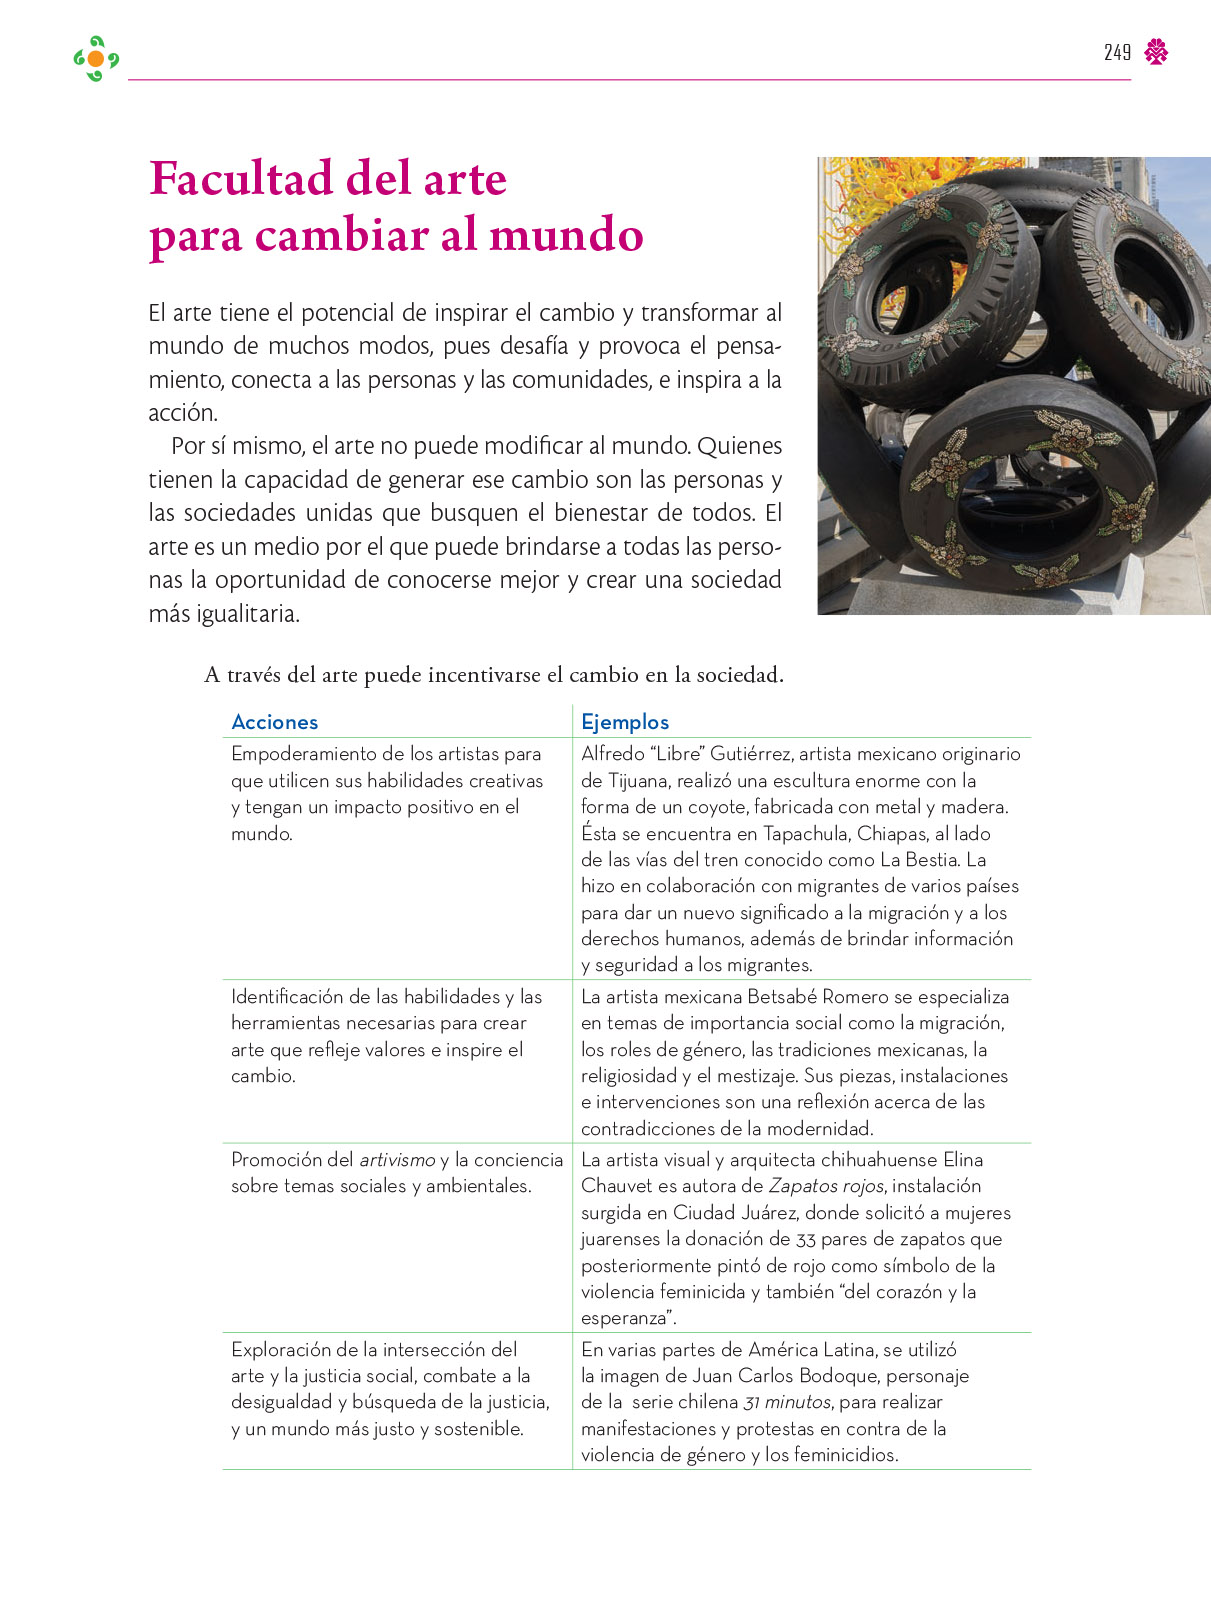 249
Facultad del arte
para cambiar al mundo
El arte tiene el potencial de inspirar el cambio y transformar al
mundo de muchos modos, pues desafía y provoca el pensa-
miento, conecta a las personas y las comunidades, e inspira a la
acción.
Por sí mismo, el arte no puede modificar al mundo. Quienes
tienen la capacidad de generar ese cambio son las personas y
las sociedades unidas que busquen el bienestar de todos. El
arte es un medio por el que puede brindarse a todas las perso-
nas la oportunidad de conocerse mejor y crear una sociedad
más igualitaria.
A través del arte puede incentivarse el cambio en la sociedad.
Acciones
Ejemplos
Empoderamiento de los artistas para
que utilicen sus habilidades creativas
y tengan un impacto positivo en el
mundo.
Alfredo “Libre” Gutiérrez, artista mexicano originario
de Tijuana, realizó una escultura enorme con la
forma de un coyote, fabricada con metal y madera.
Ésta se encuentra en Tapachula, Chiapas, al lado
de las vías del tren conocido como La Bestia. La
hizo en colaboración con migrantes de varios países
para dar un nuevo significado a la migración y a los
derechos humanos, además de brindar información
y seguridad a los migrantes.
Identificación de las habilidades y las
herramientas necesarias para crear
arte que refleje valores e inspire el
cambio.
La artista mexicana Betsabé Romero se especializa
en temas de importancia social como la migración,
los roles de género, las tradiciones mexicanas, la
religiosidad y el mestizaje. Sus piezas, instalaciones
e intervenciones son una reflexión acerca de las
contradicciones de la modernidad.
Promoción del artivismo y la conciencia
sobre temas sociales y ambientales.
La artista visual y arquitecta chihuahuense Elina
Chauvet es autora de Zapatos rojos, instalación
surgida en Ciudad Juárez, donde solicitó a mujeres
juarenses la donación de 33 pares de zapatos que
posteriormente pintó de rojo como símbolo de la
violencia feminicida y también “del corazón y la
esperanza”.
Exploración de la intersección del
arte y la justicia social, combate a la
desigualdad y búsqueda de la justicia,
y un mundo más justo y sostenible.
En varias partes de América Latina, se utilizó
la imagen de Juan Carlos Bodoque, personaje
de la serie chilena 31 minutos, para realizar
manifestaciones y protestas en contra de la
violencia de género y los feminicidios.